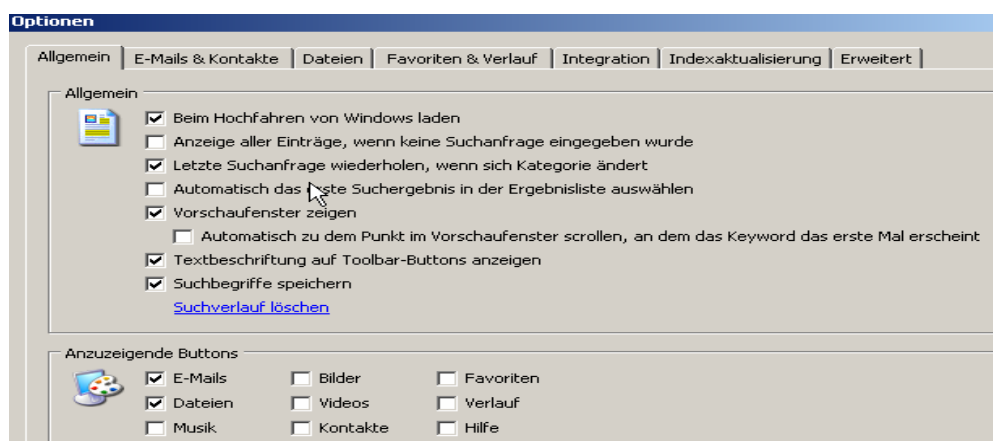 Optionen
Allgemein E-Mails & Kontakte Dateien Favoriten & Verlauf Integration Indexaktualisierung Erweitert
Allgemein
Beim Hochfahren von Windows laden
Anzeige aller Einträge, wenn keine Suchanfrage eingegeben wurde
Letzte Suchanfrage wiederholen, wenn sich Kategorie ändert
Automatisch das erste Suchergebnis in der Ergebnisliste auswählen
Vorschaufenster zeigen
Automatisch zu dem Punkt im Vorschaufenster scrollen, an dem das Keyword das erste Mal erscheint
Textbeschriftung auf Toolbar-Buttons anzeigen
Suchbegriffe speichern
Suchverlauf löschen
Anzuzeigende Buttons
E-Mails Bilder Favoriten
Dateien Videos Verlauf
Musik Kontakte Hilfe